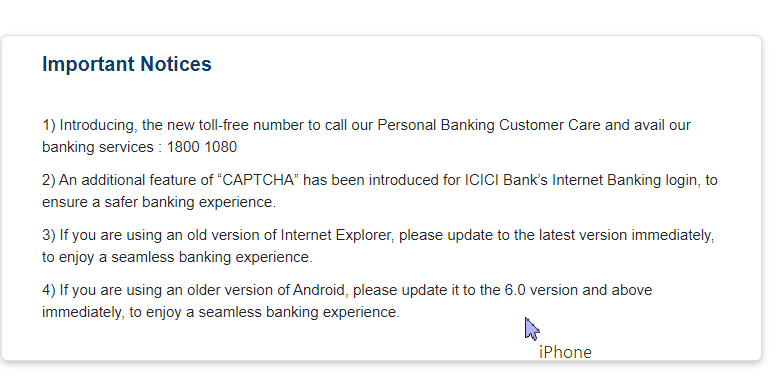 Important Notices
1) Introducing, the new toll-free number to call our Personal Banking Customer Care and avail our
banking services : 1800 1080
2) An additional feature of “CAPTCHA” has been introduced for ICICI Bank’s Internet Banking login, to
ensure a safer banking experience.
3) If you are using an old version of Internet Explorer, please update to the latest version immediately,
to enjoy a seamless banking experience.
4) If you are using an older version of Android, please update it to the 6.0 version and above
immediately, to enjoy a seamless banking experience.
iPhone